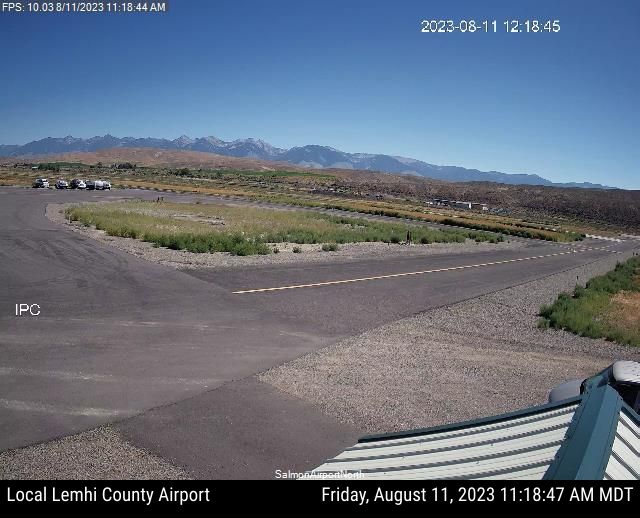 FPS: 10.03 8/11/2023 11:18:44 AM
2023-08-11 12:18:45
IPC
SalmonAirportNorth
Local Lemhi County Airport
Friday, August 11, 2023 11:18:47 AM MDT